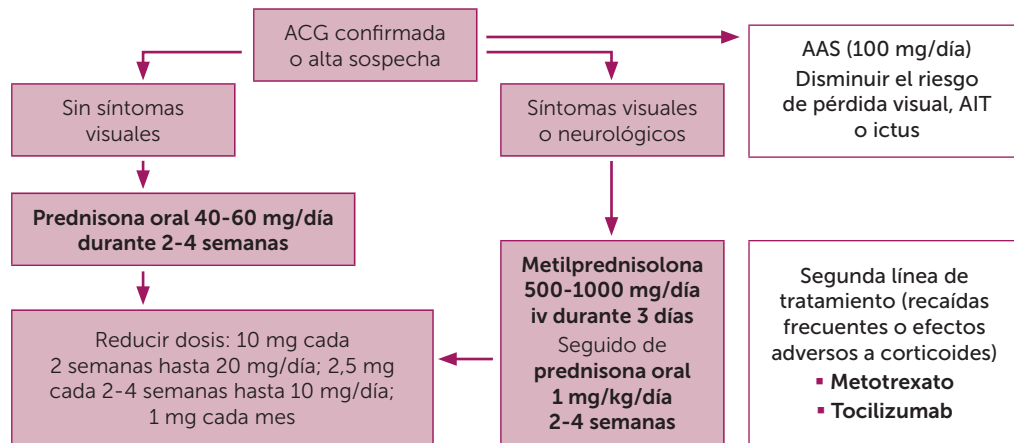 ACG confirmada
o alta sospecha
AAS (100 mg/día)
Disminuir el riesgo
de pérdida visual, AIT
o ictus
Sin síntomas
visuales
Síntomas visuales
o neurológicos
Prednisona oral 40-60 mg/día
durante 2-4 semanas
Metilprednisolona
500-1000 mg/día
iv durante 3 días
Seguido de
prednisona oral
1 mg/kg/día
2-4 semanas
Reducir dosis: 10 mg cada
2 semanas hasta 20 mg/día; 2,5 mg
cada 2-4 semanas hasta 10 mg/día;
1 mg cada mes
Segunda línea de
tratamiento (recaídas
frecuentes o efectos
adversos a corticoides)
▪ Metotrexato
▪ Tocilizumab